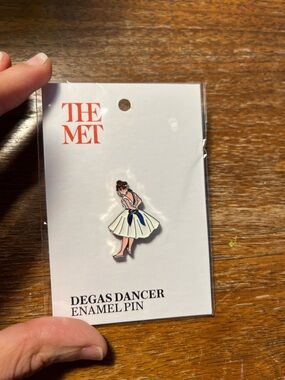 THE
MET
DEGAS DANCER
ENAMEL PIN